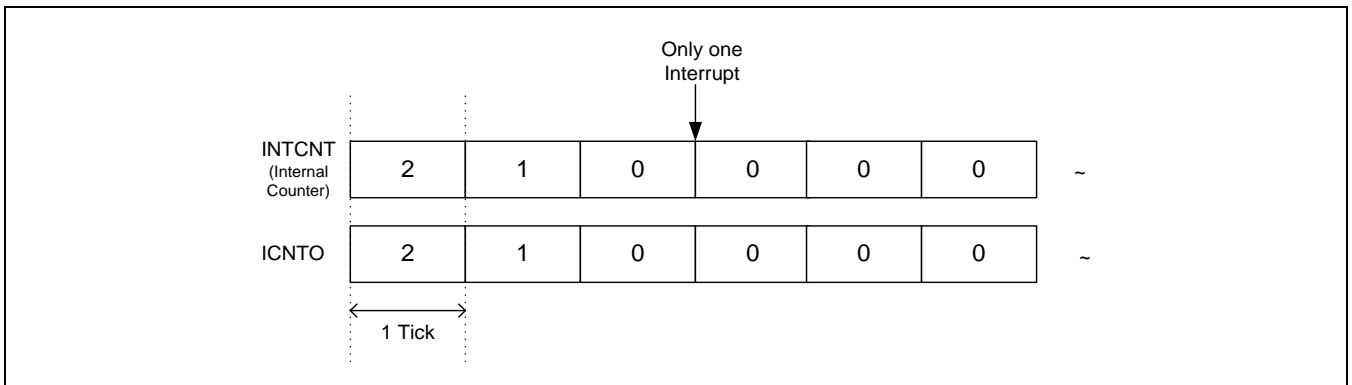 Only one
Interrupt
INTCNT
(Internal
Counter)
2 1 0 0 0 0 ~
ICNTO
2 1 0 0 0 0 ~
1 Tick